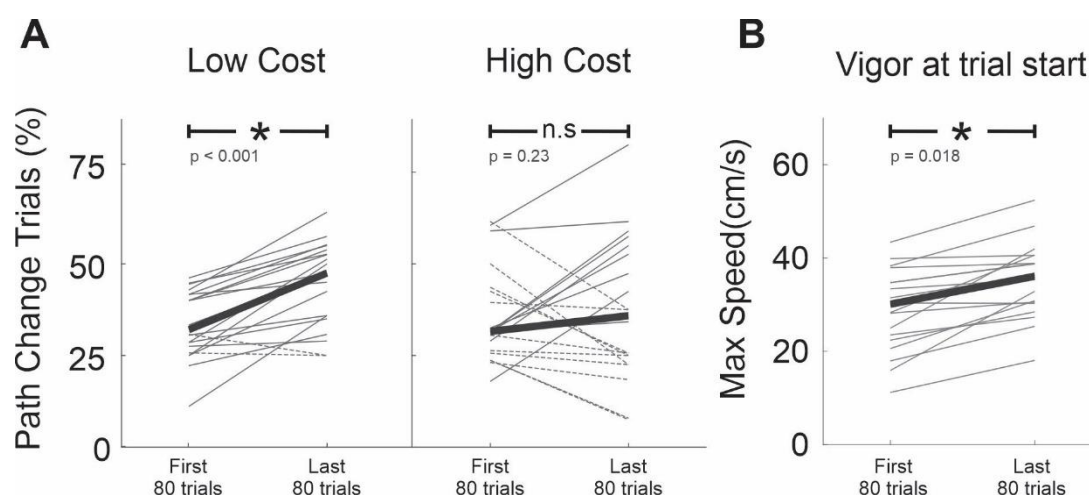 A
B
Low Cost
High Cost
Vigor at trial start
Path Change Trials (%)
75
50
25
0
*
p < 0.001
n.s
p = 0.23
First
80 trials
Last
80 trials
First
80 trials
Last
80 trials
Max Speed(cm/s)
60
40
20
0
*
p = 0.018
First
80 trials
Last
80 trials